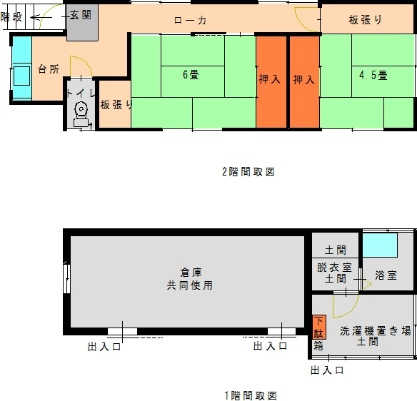 階段
玄関
ローカ
板張り
台所
6畳
押入
押入
4.5畳
トイレ
板張り
2階間取図
倉庫
共同使用
土間
脱衣室
土間
浴室
下駄箱
洗濯機置き場
土間
出入口
出入口
出入口
1階間取図